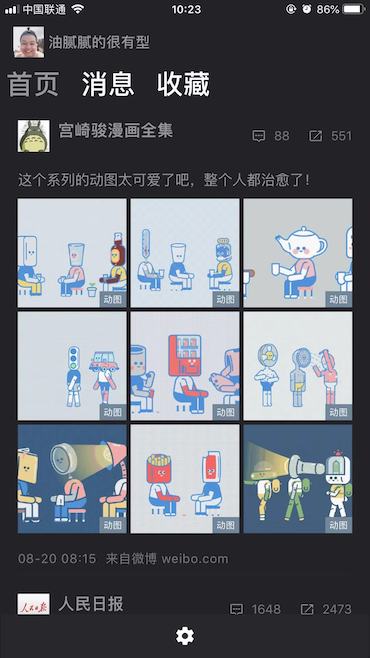 中国联通 10:23 86%
油腻腻的很有型
首页 消息 收藏
宫崎骏漫画全集 88 551
这个系列的动图太可爱了吧，整个人都治愈了！
动图 动图 动图
动图 动图 动图
动图 动图 动图
08-20 08:15 来自微博 weibo.com
人民日报
人民日报 1648 2473